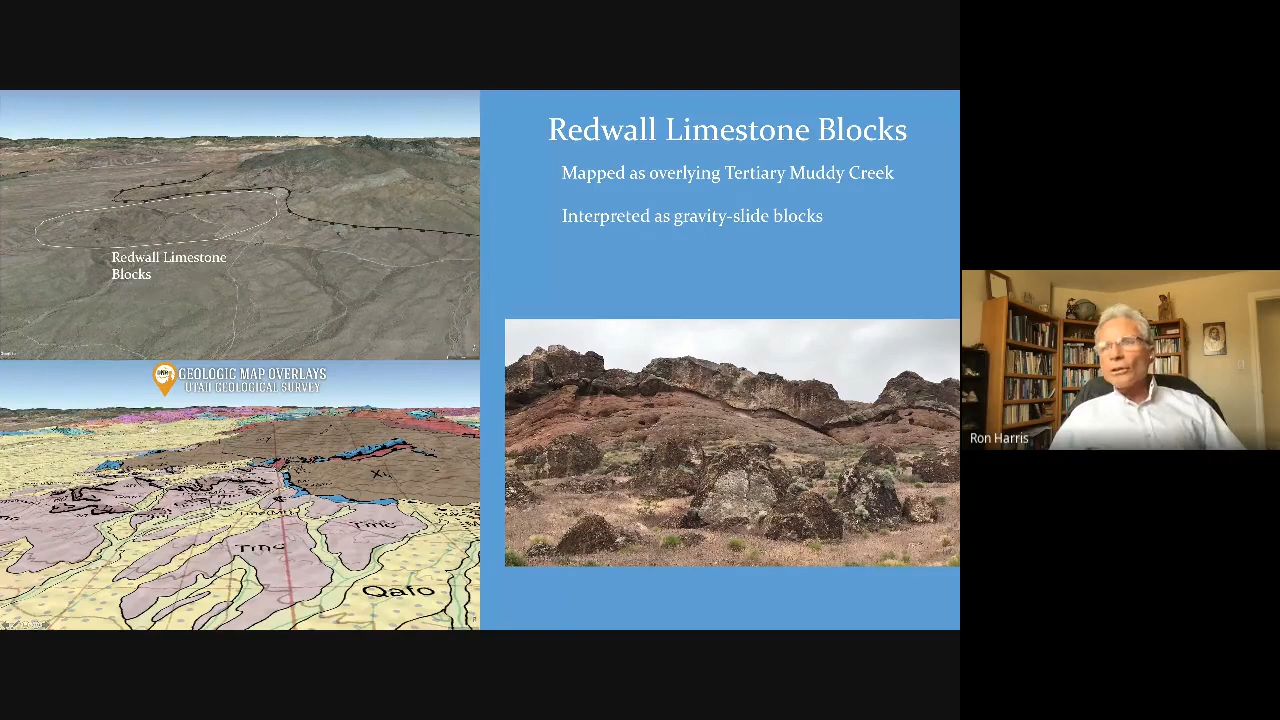 Redwall Limestone Blocks
Mapped as overlying Tertiary Muddy Creek
Interpreted as gravity-slide blocks
Redwall Limestone
Blocks
GEOLOGIC MAP OVERLAYS
UTAH GEOLOGICAL SURVEY
Tmc
Tmc
Qafo
Ron Harris